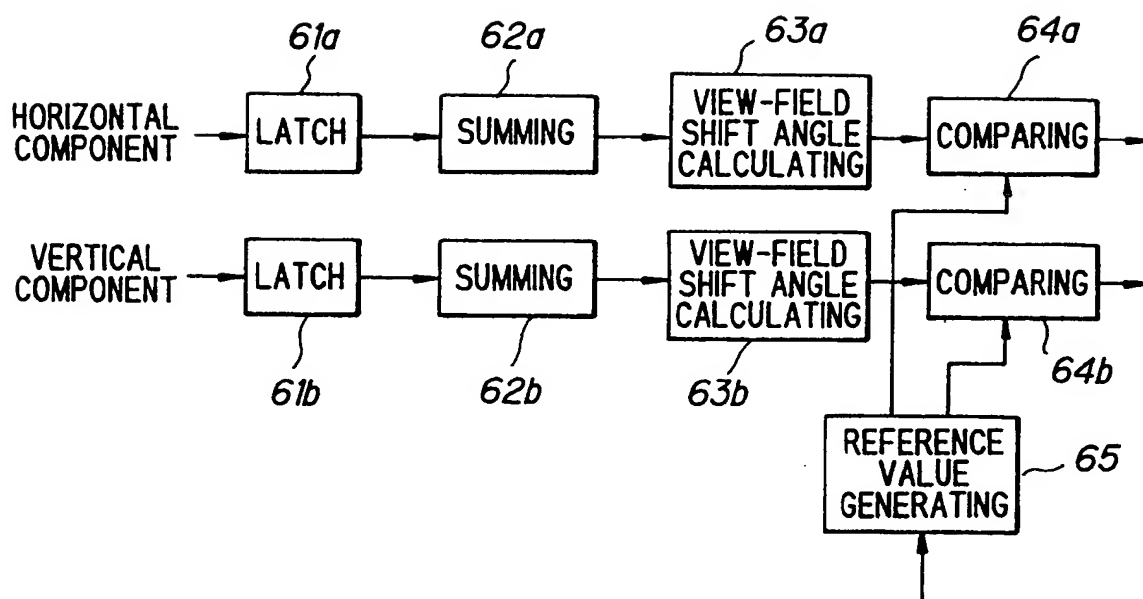 61a
62a
63a
64a
HORIZONTAL
COMPONENT
LATCH
SUMMING
VIEW-FIELD
SHIFT ANGLE
CALCULATING
COMPARING
VERTICAL
COMPONENT
LATCH
SUMMING
VIEW-FIELD
SHIFT ANGLE
CALCULATING
COMPARING
61b
62b
63b
64b
REFERENCE
VALUE
GENERATING
65